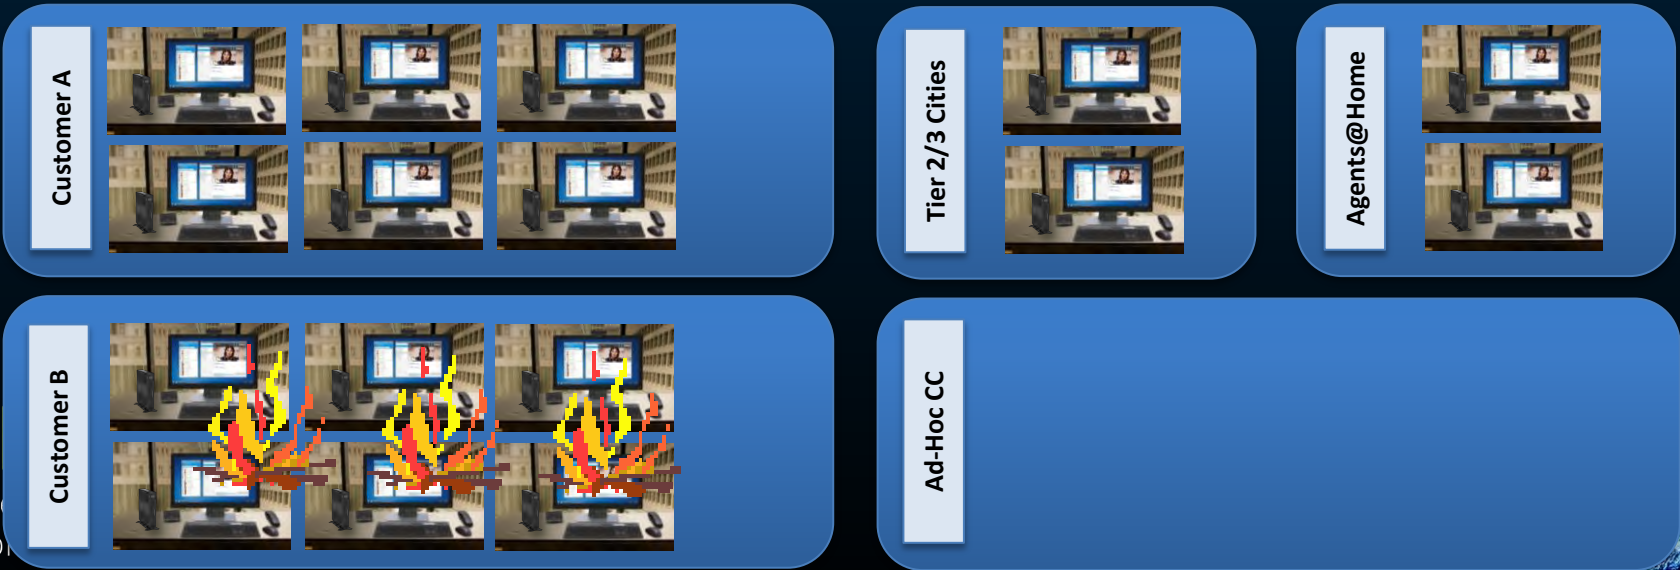 Customer A
Tier 2/3 Cities
Agents@Home
Customer B
Ad-Hoc CC